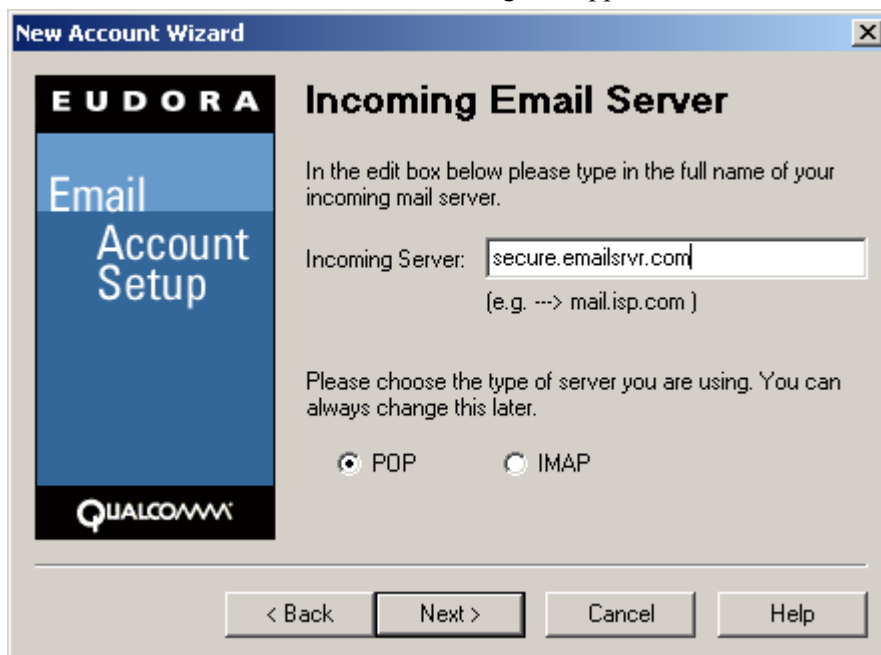 New Account Wizard
EUDORA
Email
Account
Setup
QUALCOMM
Incoming Email Server
In the edit box below please type in the full name of your
incoming mail server.
Incoming Server: secure.emailsrvr.com
(e.g. ---> mail.isp.com )
Please choose the type of server you are using. You can
always change this later.
POP IMAP
< Back Next > Cancel Help